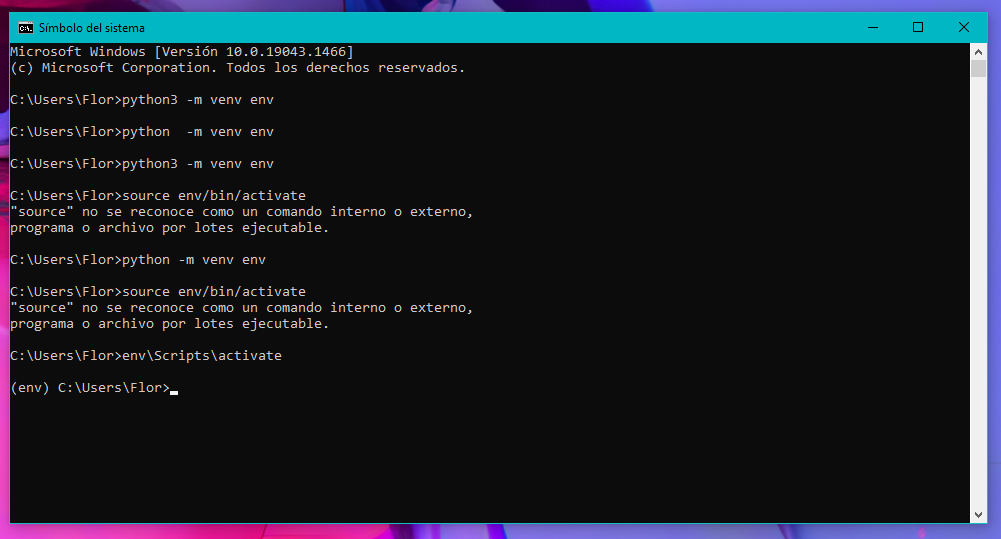 Símbolo del sistema
Microsoft Windows [Versión 10.0.19043.1466]
(c) Microsoft Corporation. Todos los derechos reservados.
C:\Users\Flor>python3 -m venv env
C:\Users\Flor>python  -m venv env
C:\Users\Flor>python3 -m venv env
C:\Users\Flor>source env/bin/activate
"source" no se reconoce como un comando interno o externo,
programa o archivo por lotes ejecutable.
C:\Users\Flor>python -m venv env
C:\Users\Flor>source env/bin/activate
"source" no se reconoce como un comando interno o externo,
programa o archivo por lotes ejecutable.
C:\Users\Flor>env\Scripts\activate
(env) C:\Users\Flor>